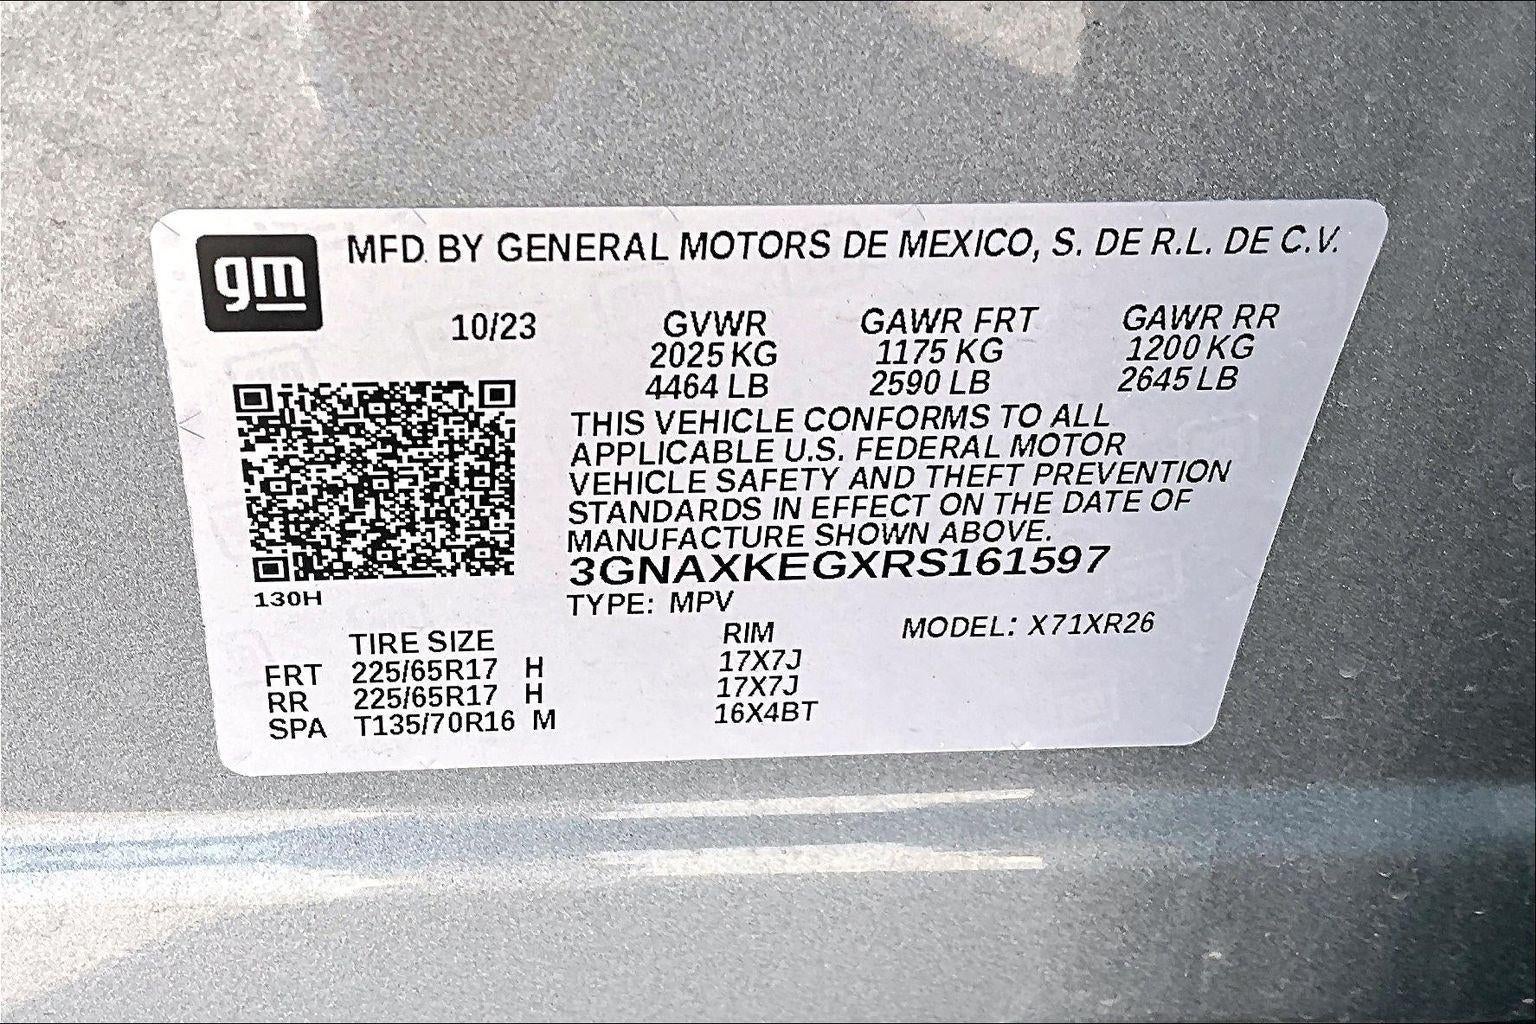 gm
MFD. BY GENERAL MOTORS DE MEXICO, S. DE R.L. DE C.V.
10/23 GVWR GAWR FRT GAWR RR
2025 KG 1175 KG 1200 KG
4464 LB 2590 LB 2645 LB
THIS VEHICLE CONFORMS TO ALL
APPLICABLE U.S. FEDERAL MOTOR
VEHICLE SAFETY AND THEFT PREVENTION
STANDARDS IN EFFECT ON THE DATE OF
MANUFACTURE SHOWN ABOVE.
3GNAXKEGXRS161597
130H
TYPE: MPV
MODEL: X71XR26
TIRE SIZE RIM
FRT 225/65R17 H 17X7J
RR 225/65R17 H 17X7J
SPA T135/70R16 M 16X4BT